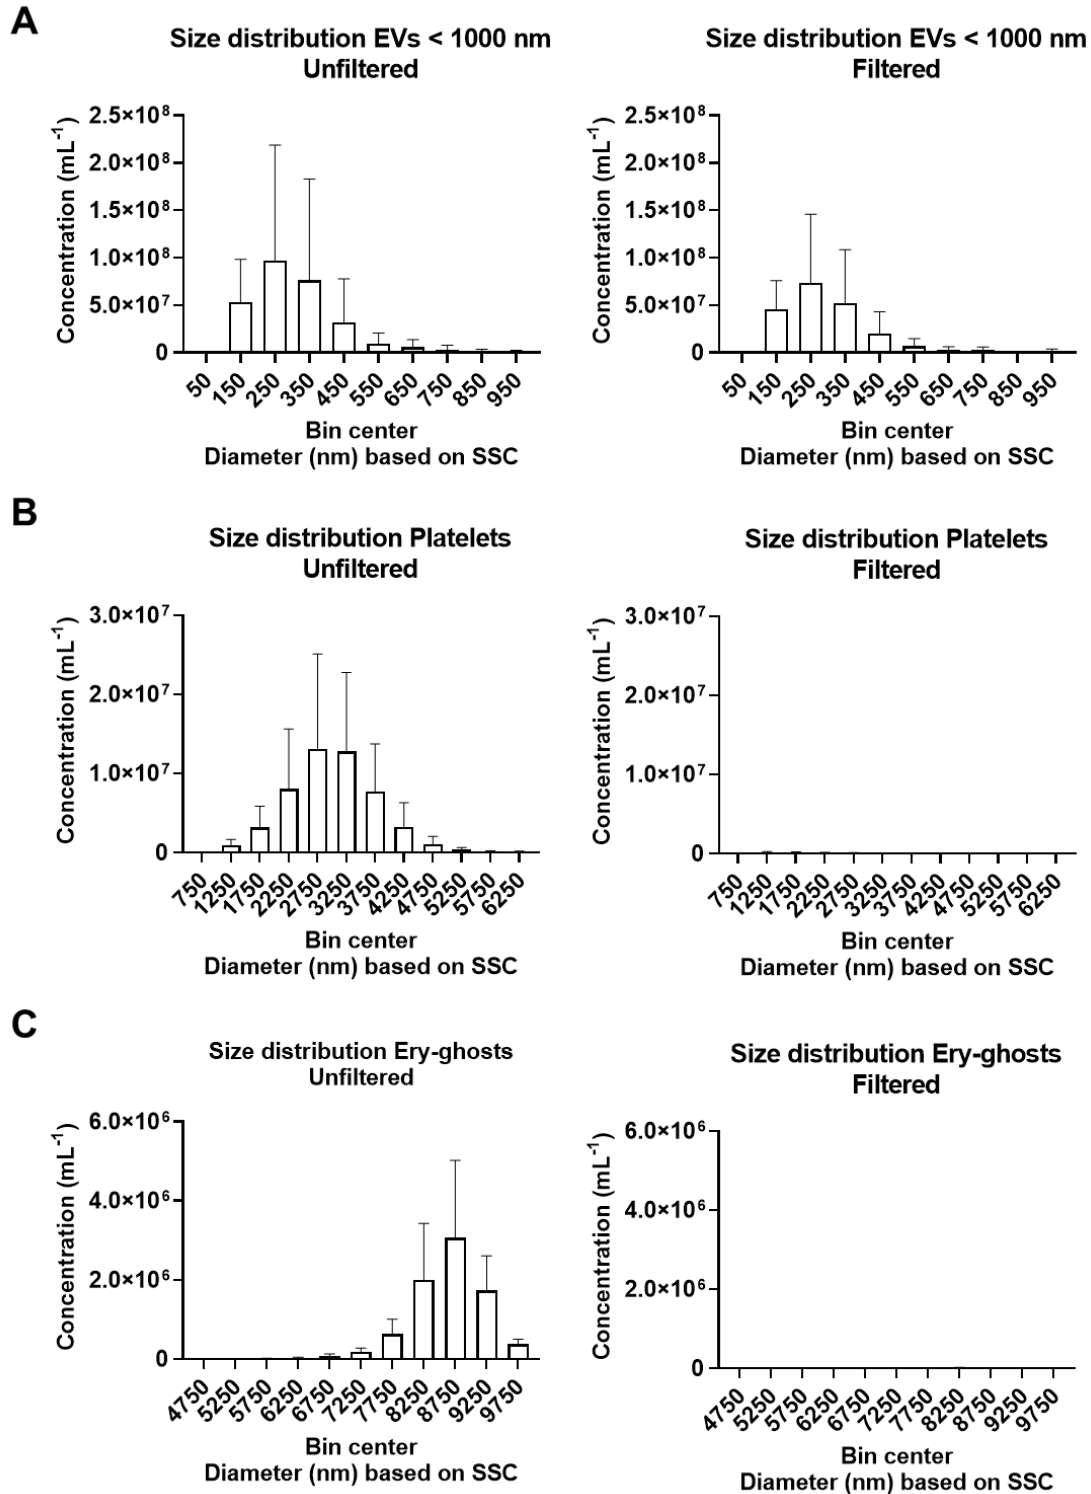 A
Size distribution EVs < 1000 nm
Unfiltered
Concentration (mL⁻¹)
2.5×10⁸
2.0×10⁸
1.5×10⁸
1.0×10⁸
5.0×10⁷
0
50 150 250 350 450 550 650 750 850 950
Bin center
Diameter (nm) based on SSC
Size distribution EVs < 1000 nm
Filtered
Concentration (mL⁻¹)
2.5×10⁸
2.0×10⁸
1.5×10⁸
1.0×10⁸
5.0×10⁷
0
50 150 250 350 450 550 650 750 850 950
Bin center
Diameter (nm) based on SSC
B
Size distribution Platelets
Unfiltered
Concentration (mL⁻¹)
3.0×10⁷
2.0×10⁷
1.0×10⁷
0
750 1250 1750 2250 2750 3250 3750 4250 4750 5250 5750 6250
Bin center
Diameter (nm) based on SSC
Size distribution Platelets
Filtered
Concentration (mL⁻¹)
3.0×10⁷
2.0×10⁷
1.0×10⁷
0
750 1250 1750 2250 2750 3250 3750 4250 4750 5250 5750 6250
Bin center
Diameter (nm) based on SSC
C
Size distribution Ery-ghosts
Unfiltered
Concentration (mL⁻¹)
6.0×10⁶
4.0×10⁶
2.0×10⁶
0
4750 5250 5750 6250 6750 7250 7750 8250 8750 9250 9750
Bin center
Diameter (nm) based on SSC
Size distribution Ery-ghosts
Filtered
Concentration (mL⁻¹)
6.0×10⁶
4.0×10⁶
2.0×10⁶
0
4750 5250 5750 6250 6750 7250 7750 8250 8750 9250 9750
Bin center
Diameter (nm) based on SSC